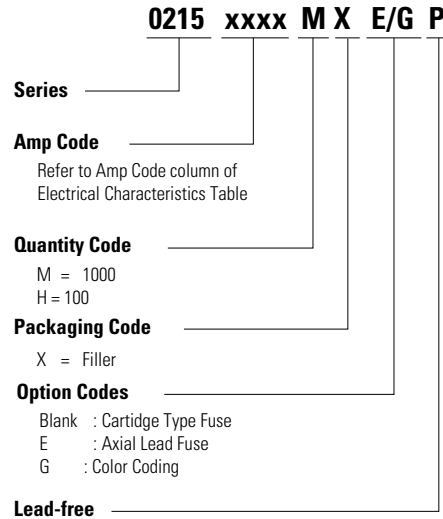 0215 xxxx M X E/G P
Series
Amp Code
Refer to Amp Code column of
Electrical Characteristics Table
Quantity Code
M = 1000
H = 100
Packaging Code
X = Filler
Option Codes
Blank : Cartidge Type Fuse
E : Axial Lead Fuse
G : Color Coding
Lead-free